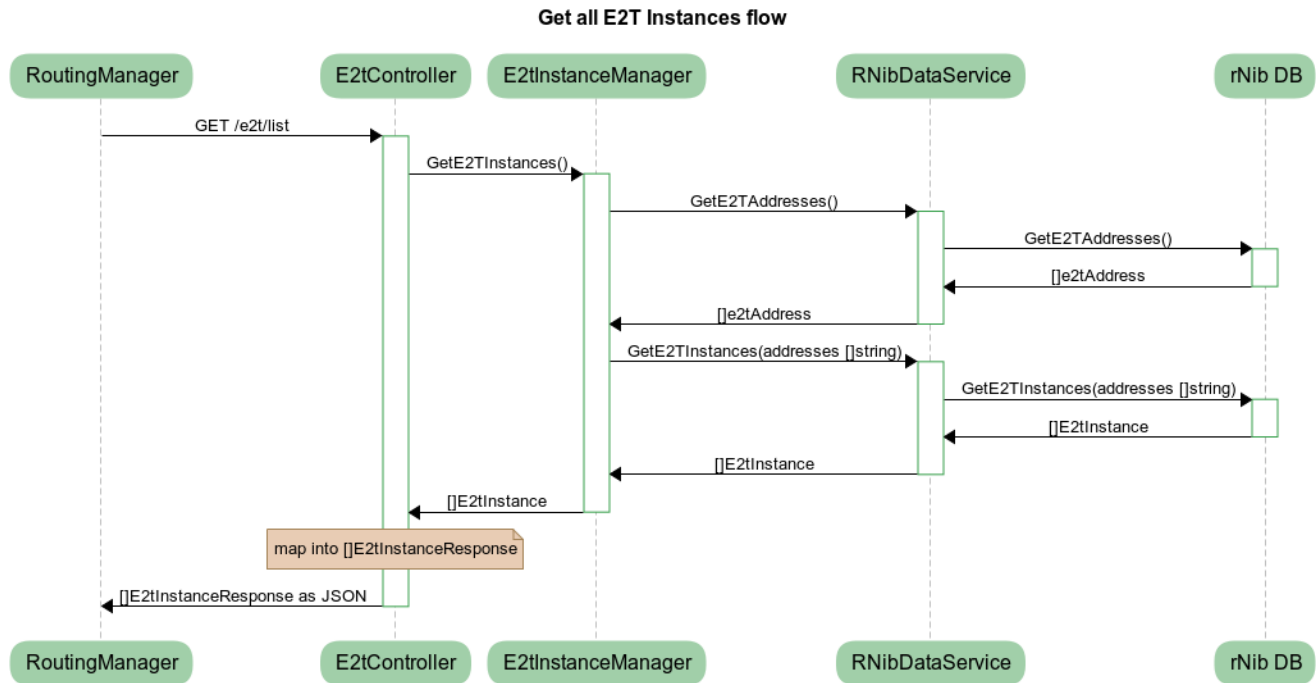 Get all E2T Instances flow
RoutingManager
E2tController
E2tInstanceManager
RNibDataService
rNib DB
GET /e2t/list
GetE2TInstances()
GetE2TAddresses()
GetE2TAddresses()
[]e2tAddress
[]e2tAddress
GetE2TInstances(addresses []string)
GetE2TInstances(addresses []string)
[]E2tInstance
[]E2tInstance
[]E2tInstance
map into []E2tInstanceResponse
[]E2tInstanceResponse as JSON
RoutingManager
E2tController
E2tInstanceManager
RNibDataService
rNib DB